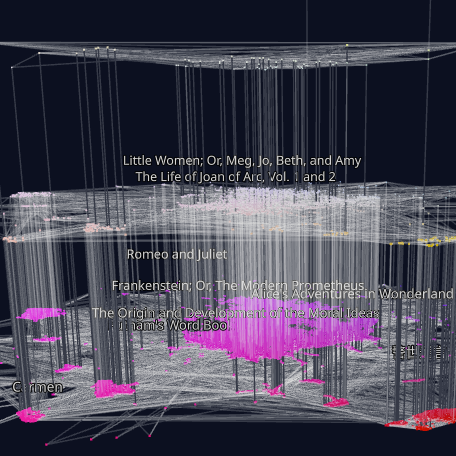 Little Women; Or, Meg, Jo, Beth, and Amy
The Life of Joan of Arc, Vol. 1 and 2
Romeo and Juliet
Frankenstein; Or, The Modern Prometheus
Alice's Adventures in Wonderland
The Origin and Development of the Moral Ideas
Word Boo
Carmen